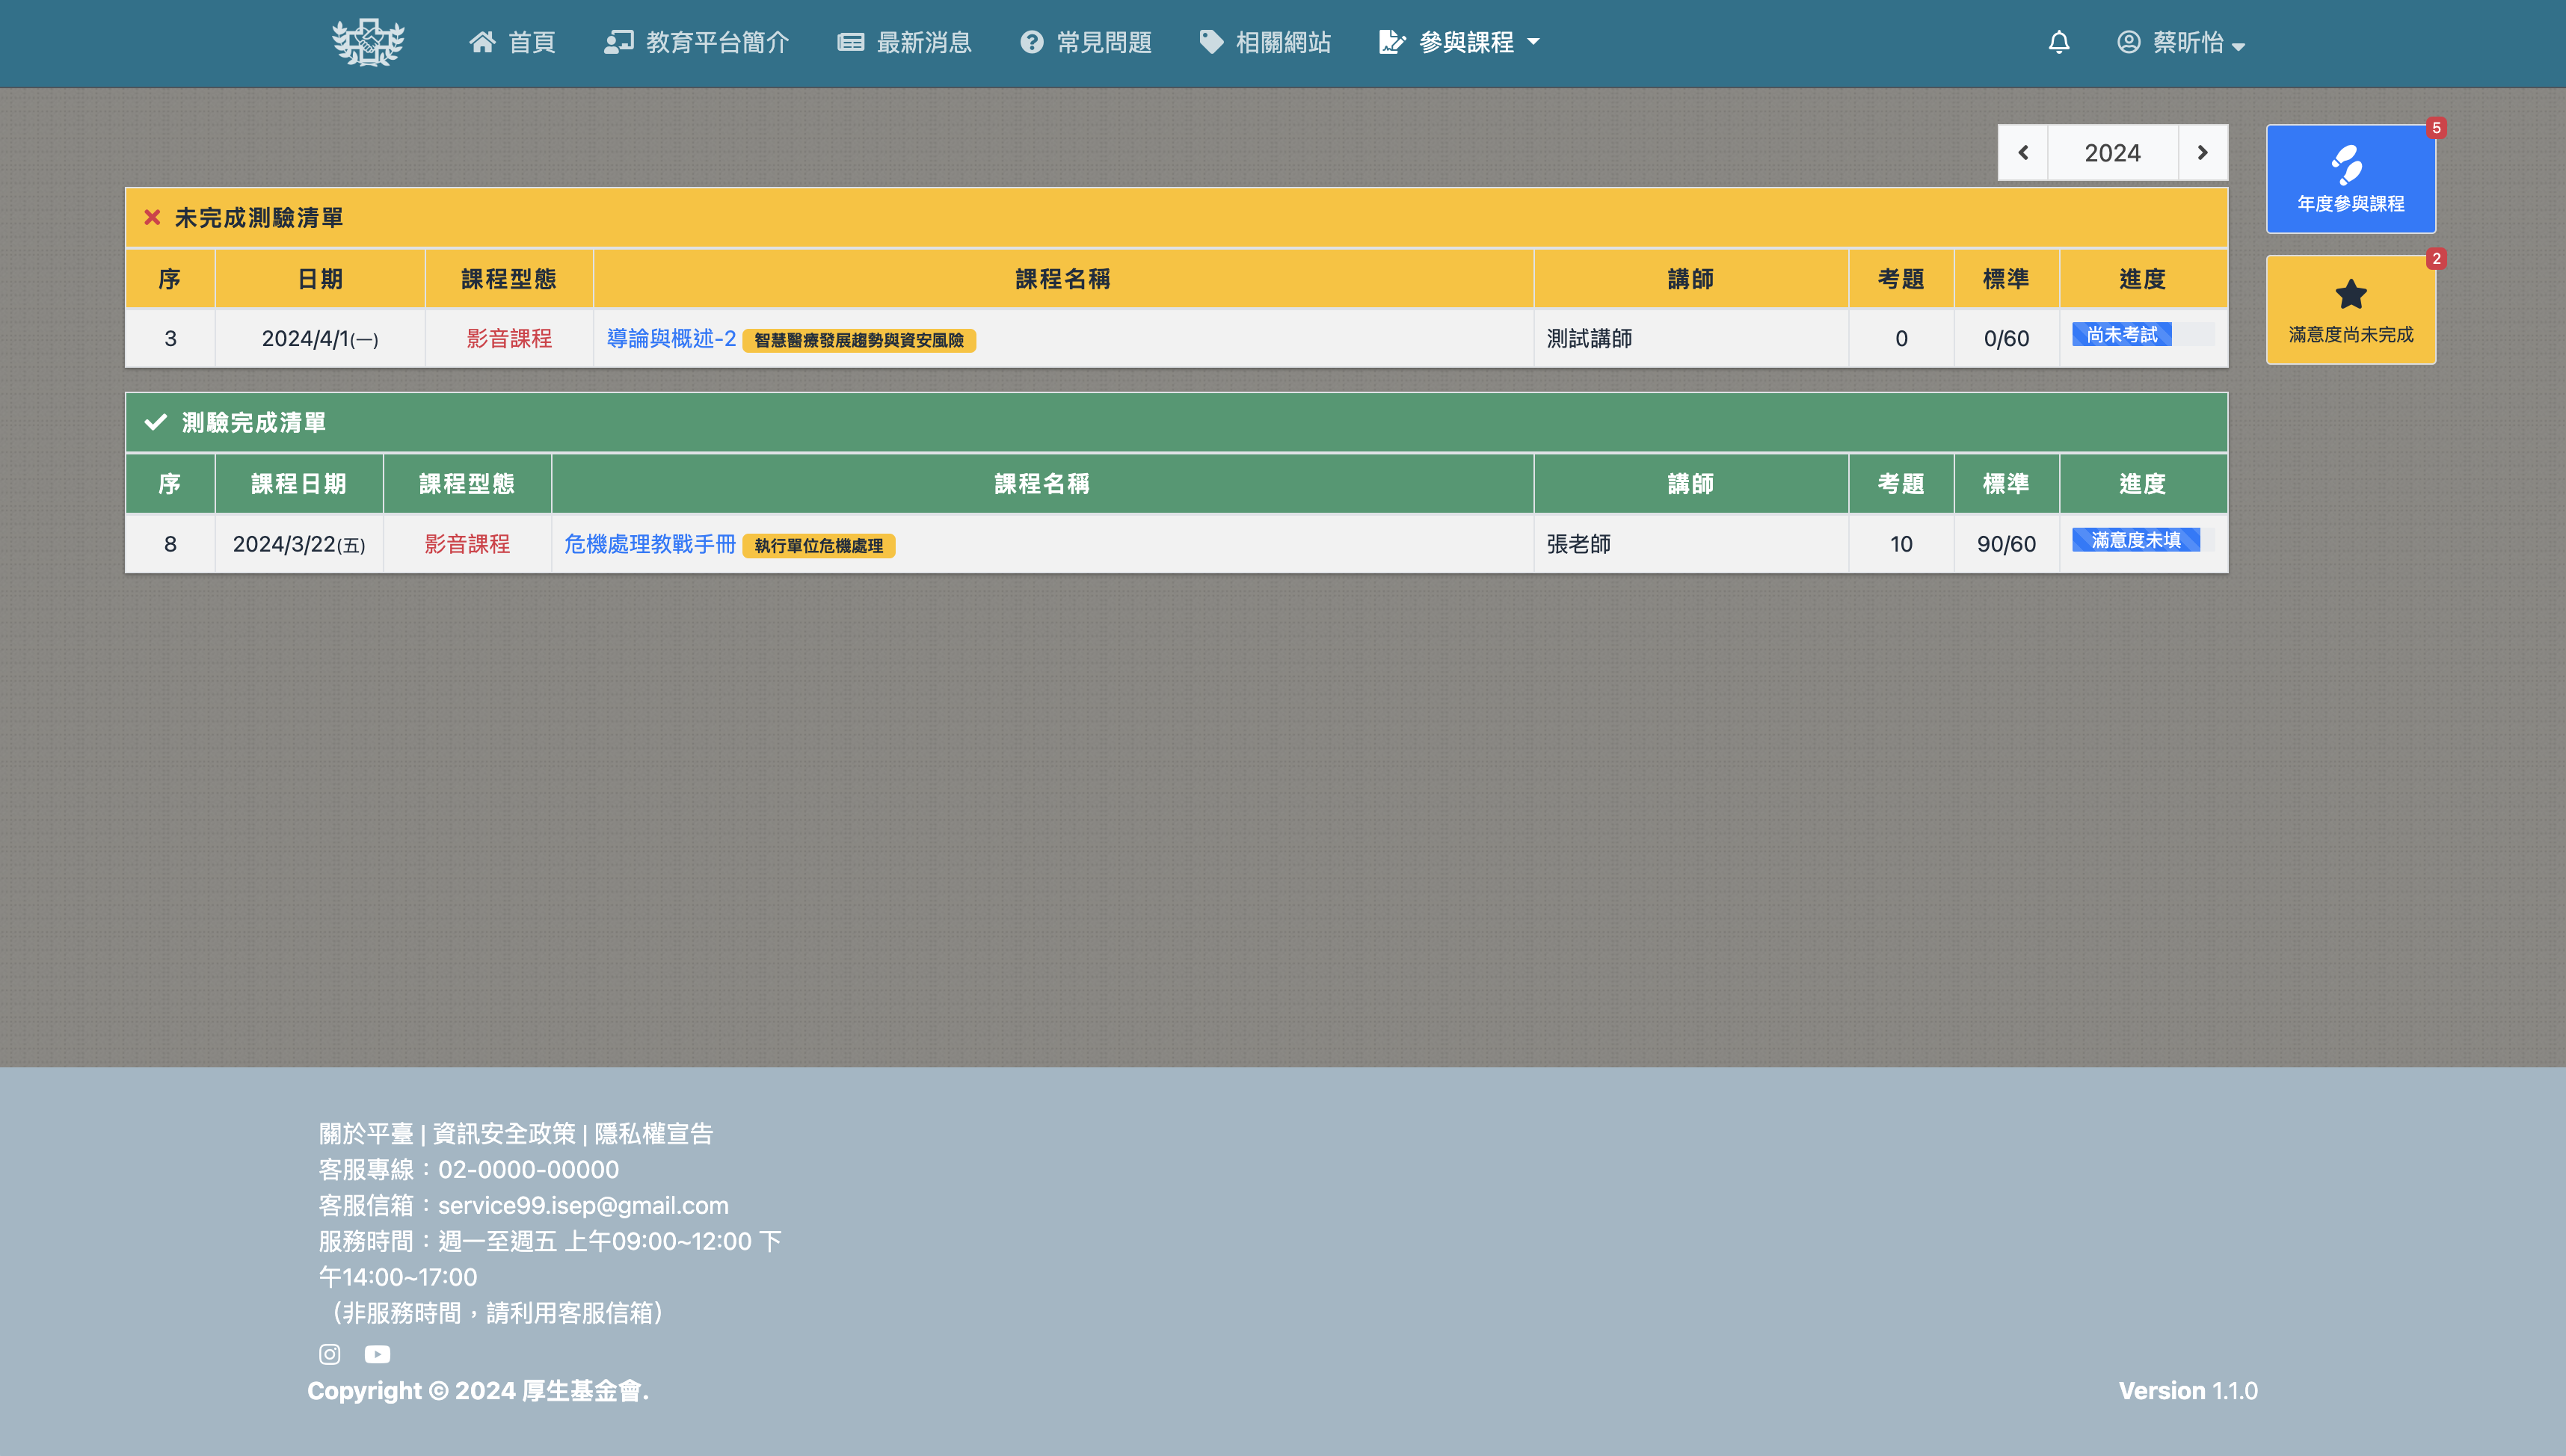 首頁 教育平台簡介 最新消息 常見問題 相關網站 參與課程 蔡昕怡
2024
5
年度參與課程
2
滿意度尚未完成
未完成測驗清單
序 日期 課程型態 課程名稱 講師 考題 標準 進度
3 2024/4/1(一) 影音課程 導論與概述-2 智慧醫療發展趨勢與資安風險 測試講師 0 0/60 尚未考試
測驗完成清單
序 課程日期 課程型態 課程名稱 講師 考題 標準 進度
8 2024/3/22(五) 影音課程 危機處理教戰手冊 執行單位危機處理 張老師 10 90/60 滿意度未填
關於平臺 | 資訊安全政策 | 隱私權宣告
客服專線：02-0000-00000
客服信箱：service99.isep@gmail.com
服務時間：週一至週五 上午09:00~12:00 下
午14:00~17:00
（非服務時間，請利用客服信箱）
Copyright © 2024 厚生基金會.
Version 1.1.0